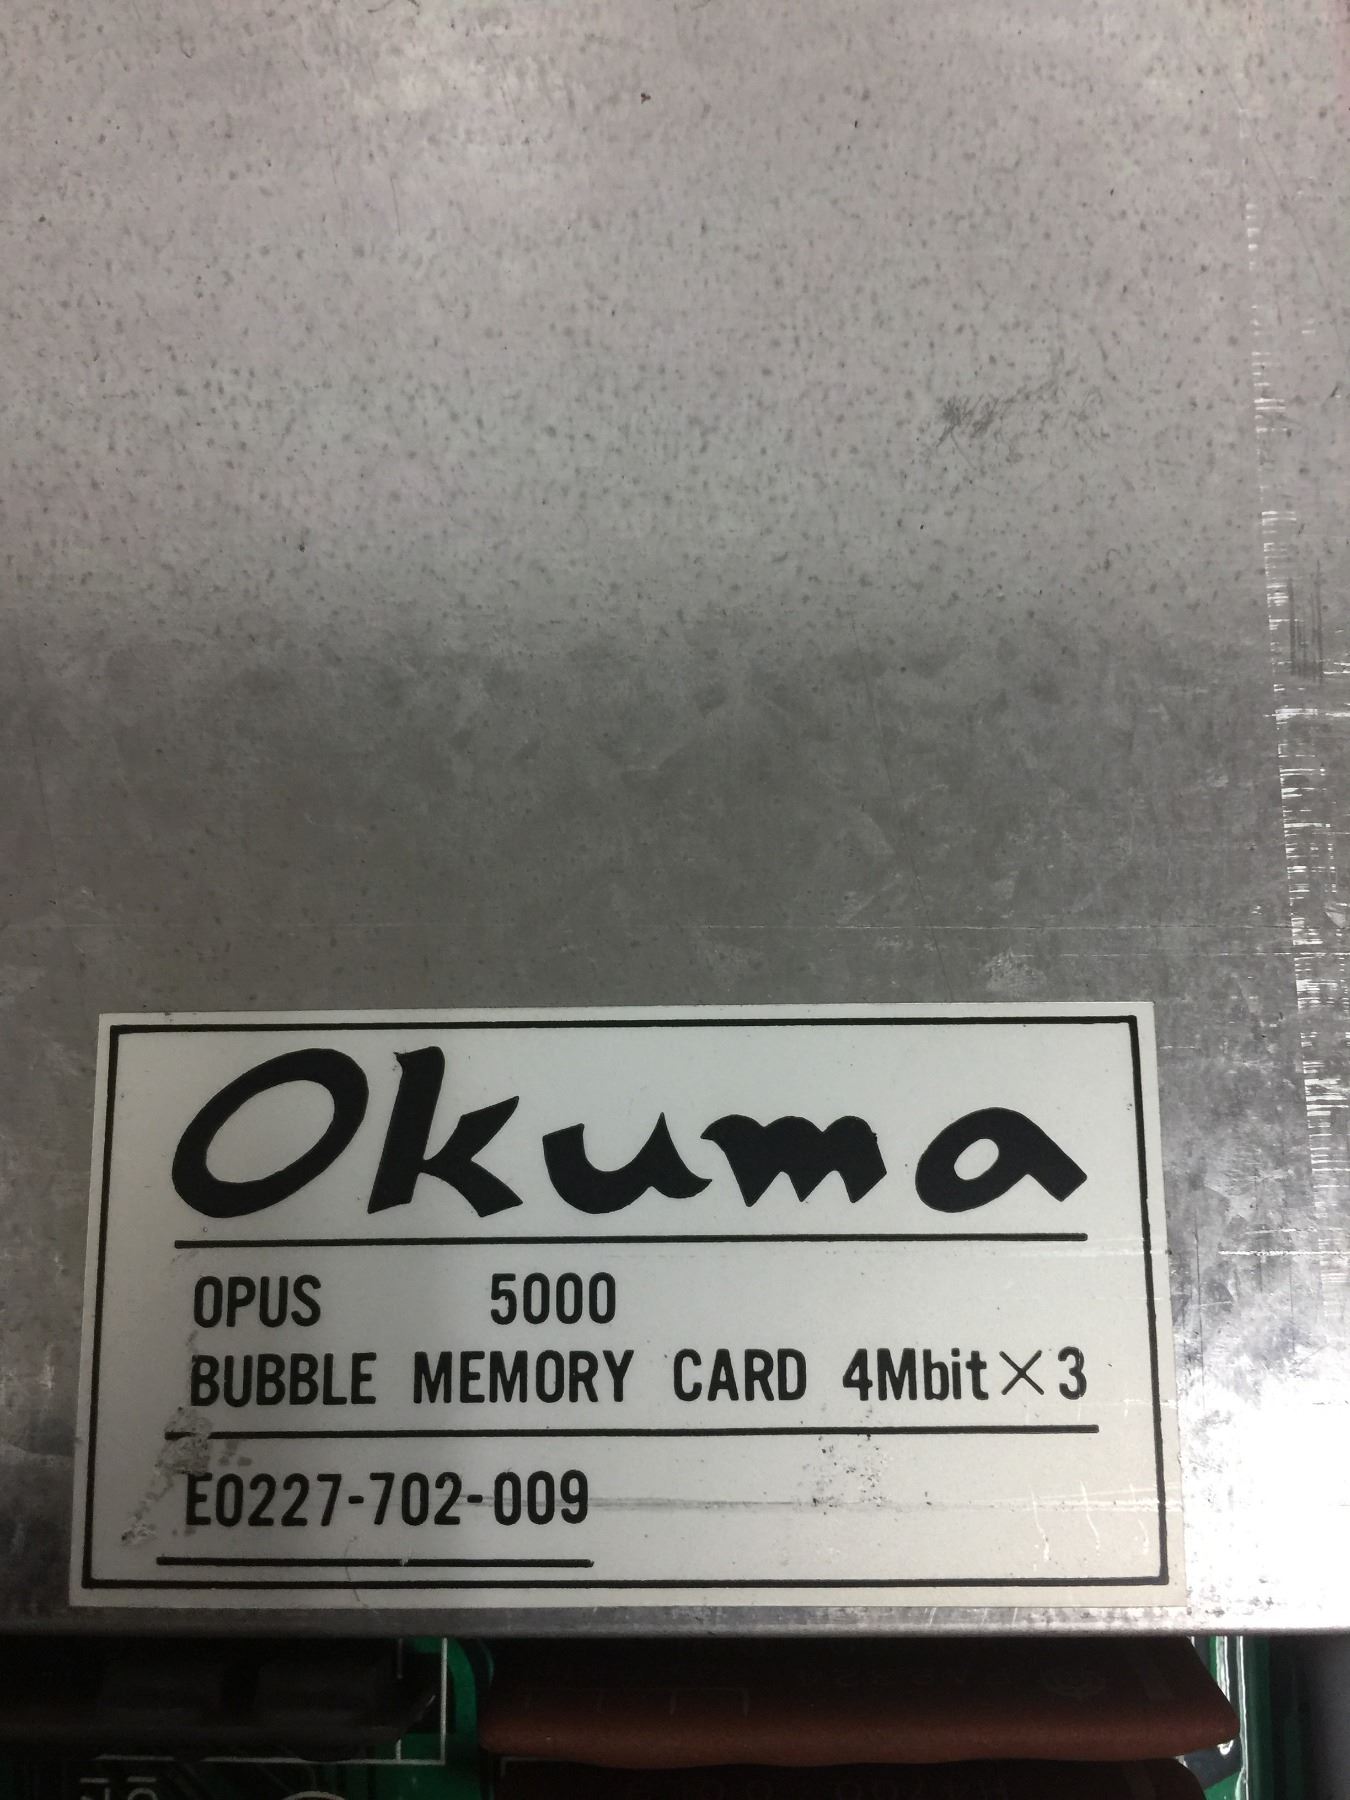 Okuma
OPUS 5000
BUBBLE MEMORY CARD 4Mbit×3
E0227-702-009